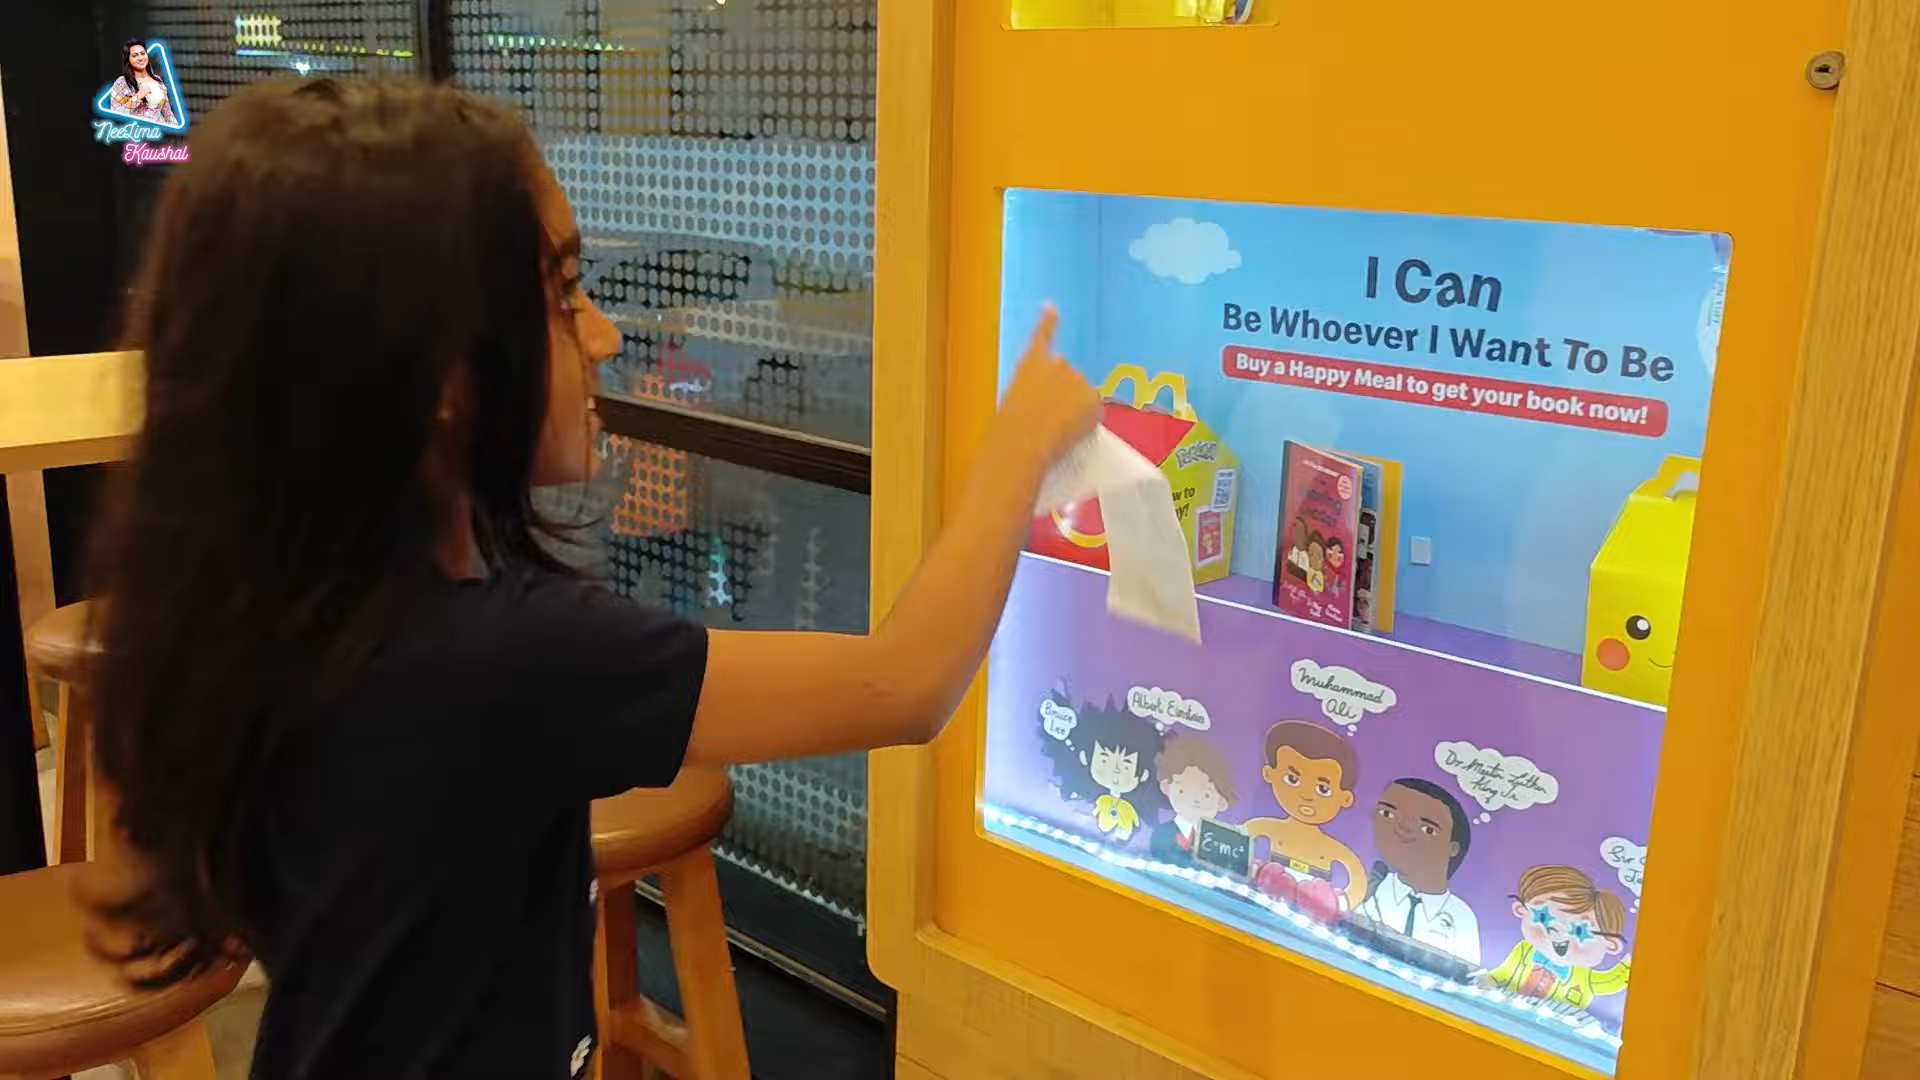 NeeLima
Kaushal
I Can
Be Whoever I Want To Be
Buy a Happy Meal to get your book now!
Pokémon
Bruce
Lee
Albert Einstein
Muhammad
Ali
Dr. Martin Luther
King Jr
E=mc²